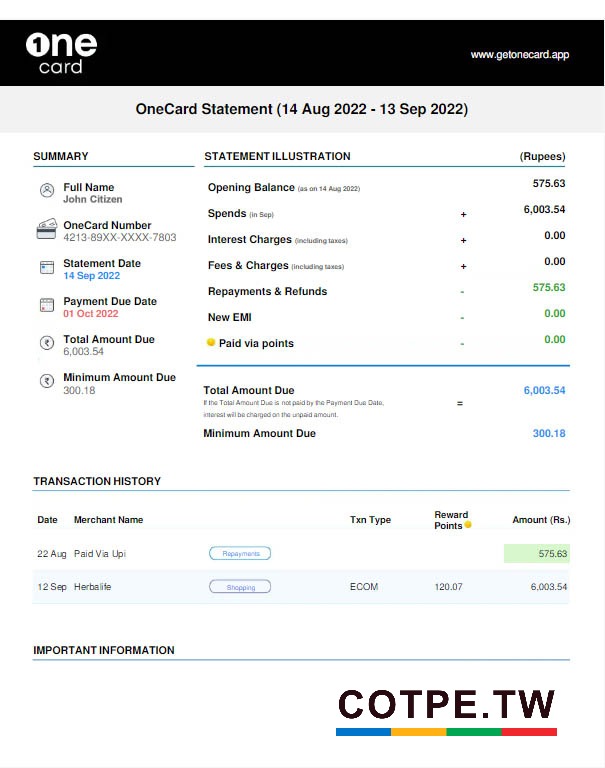 One
card
www.getonecard.app
OneCard Statement (14 Aug 2022 - 13 Sep 2022)
SUMMARY
Full Name
John Citizen
OneCard Number
4213-89XX-XXXX-7803
Statement Date
14 Sep 2022
Payment Due Date
01 Oct 2022
Total Amount Due
6,003.54
Minimum Amount Due
300.18
STATEMENT ILLUSTRATION (Rupees)
Opening Balance (as on 14 Aug 2022) 575.63
Spends (in Sep) + 6,003.54
Interest Charges (including taxes) + 0.00
Fees & Charges (including taxes) + 0.00
Repayments & Refunds - 575.63
New EMI - 0.00
Paid via points - 0.00
Total Amount Due 6,003.54
If the Total Amount Due is not paid by the Payment Due Date, =
interest will be charged on the unpaid amount.
Minimum Amount Due 300.18
TRANSACTION HISTORY
Date Merchant Name Txn Type Reward Points Amount (Rs.)
22 Aug Paid Via Upi Repayments 575.63
12 Sep Herbalife Shopping ECOM 120.07 6,003.54
IMPORTANT INFORMATION
COTPE.TW